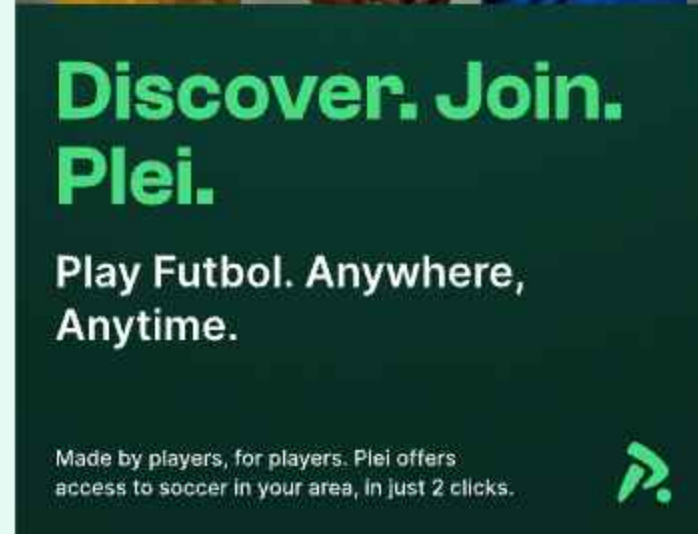 Discover. Join.
Plei.
Play Futbol. Anywhere,
Anytime.
Made by players, for players. Plei offers
access to soccer in your area, in just 2 clicks.